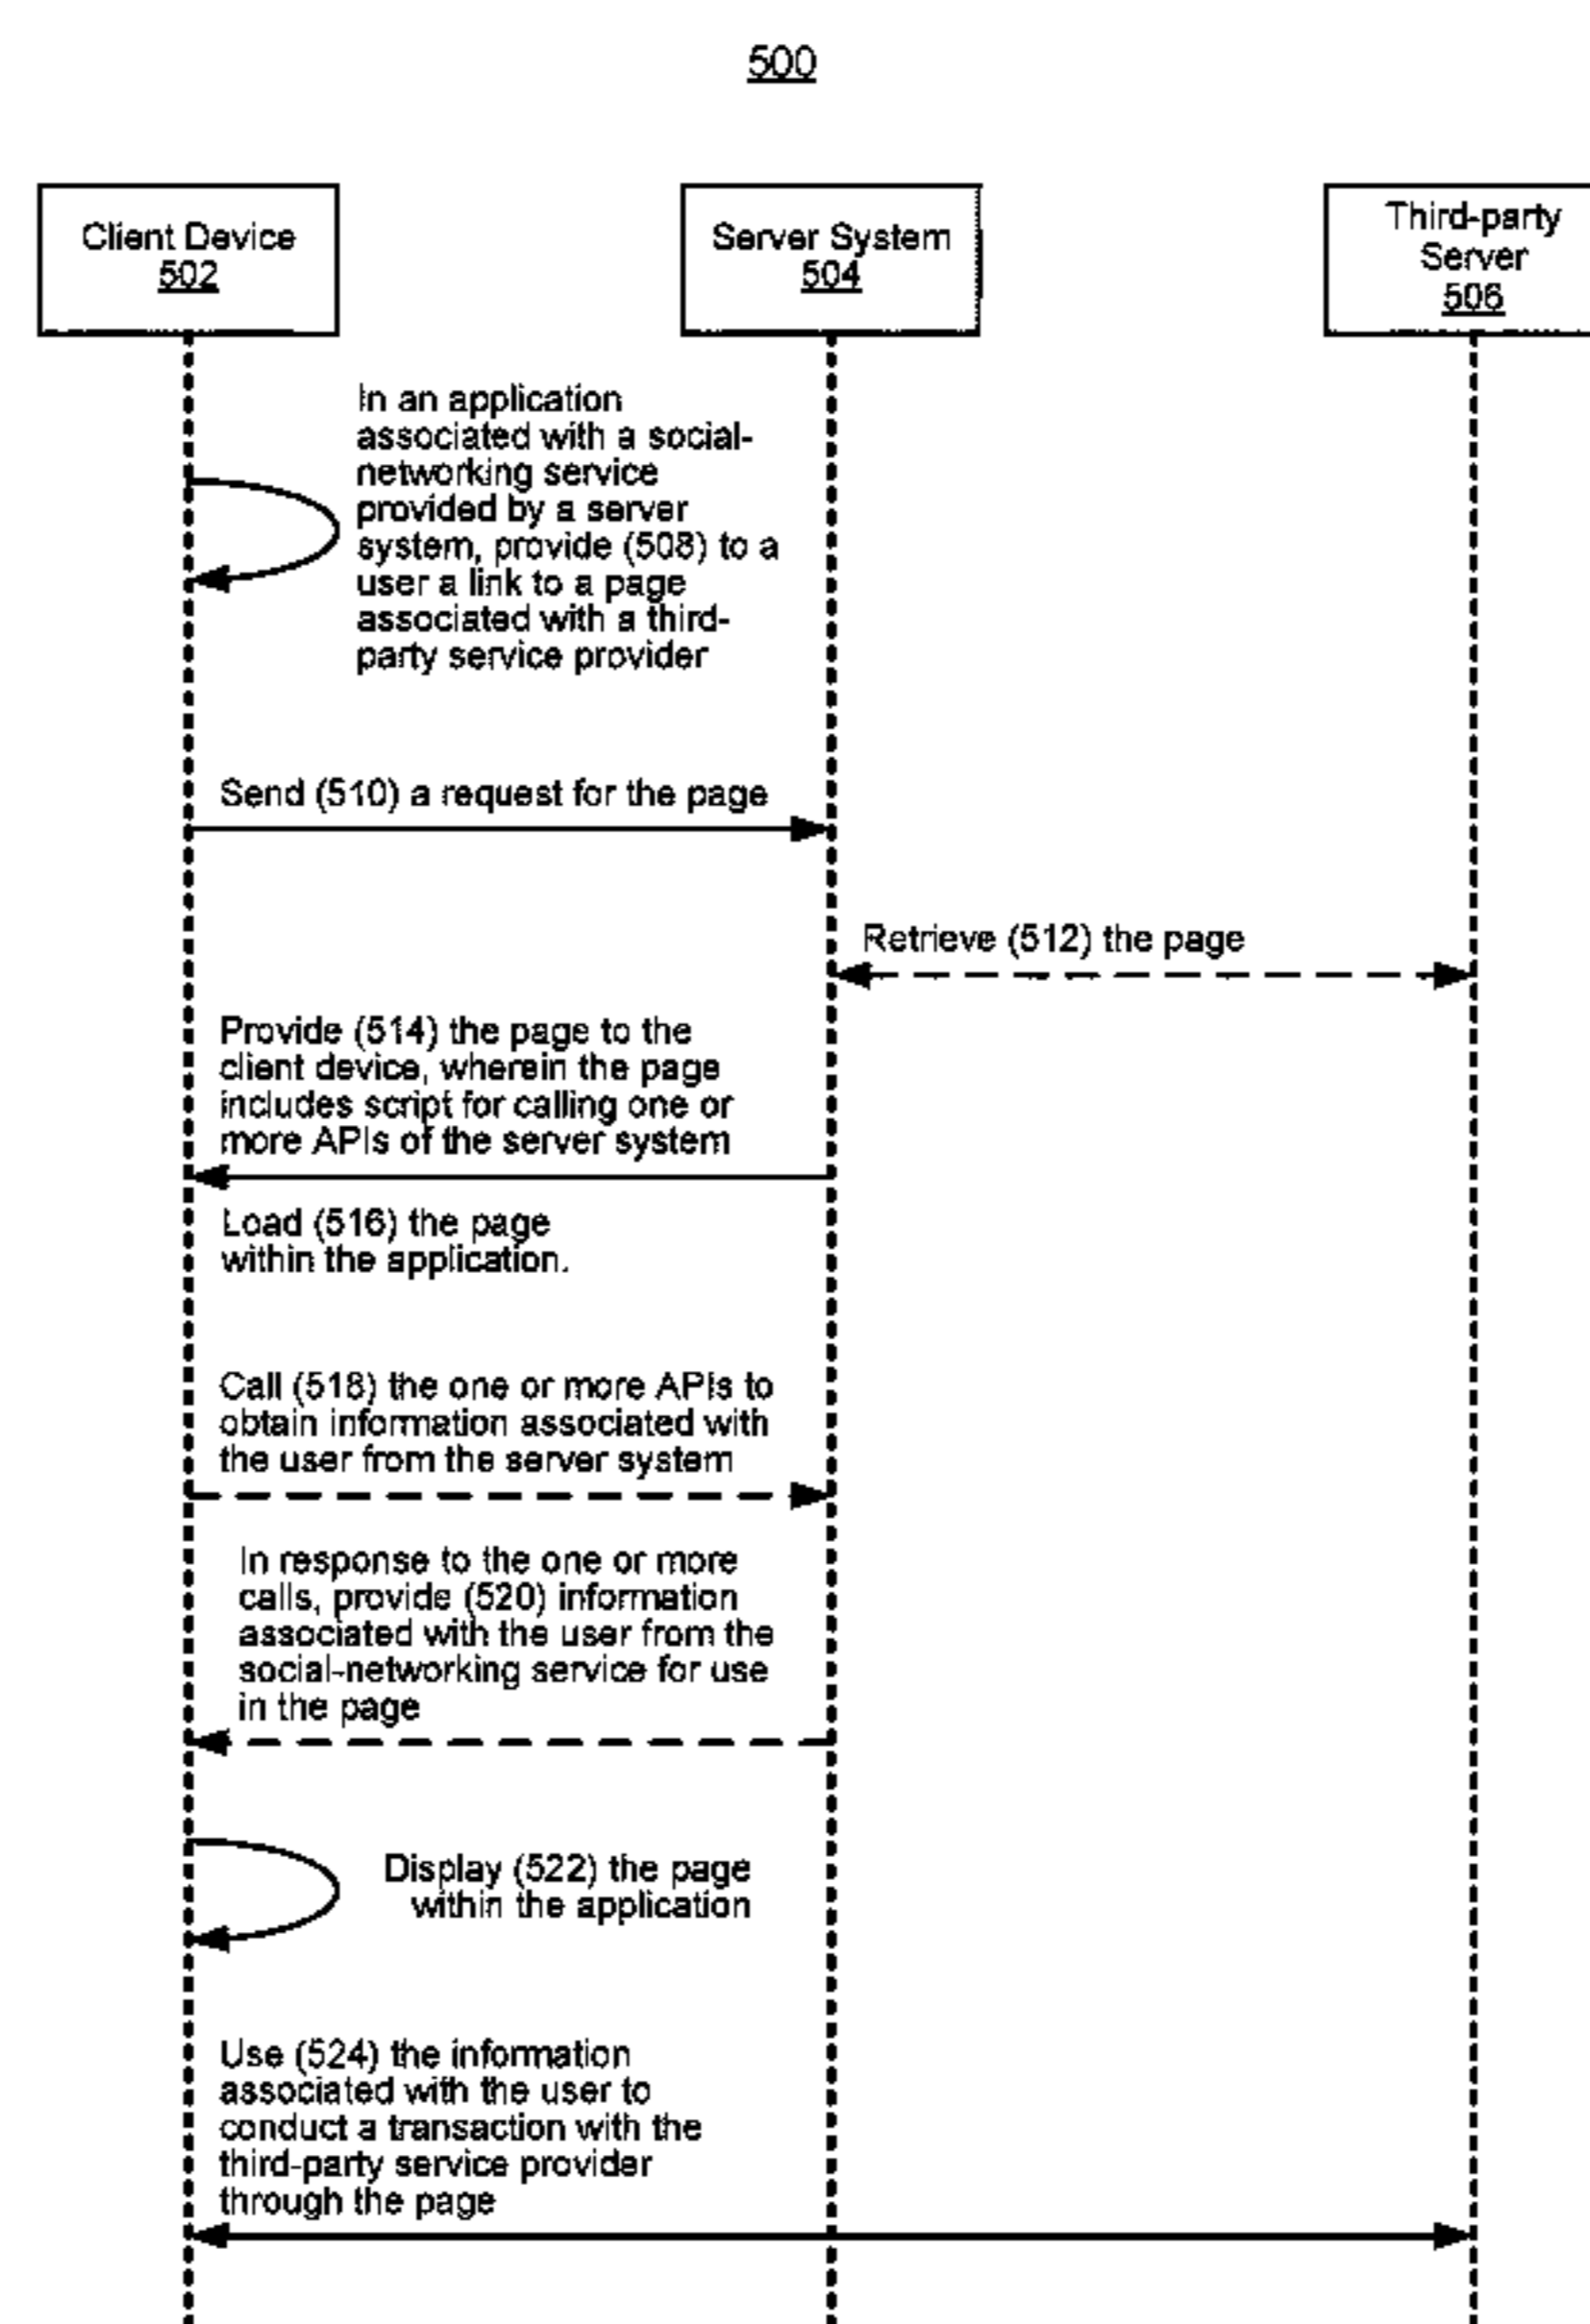 500
Client Device
502
Server System
504
Third-party
Server
506
In an application
associated with a social-
networking service
provided by a server
system, provide (508) to a
user a link to a page
associated with a third-
party service provider
Send (510) a request for the page
Retrieve (512) the page
Provide (514) the page to the
client device, wherein the page
includes script for calling one or
more APIs of the server system
Load (516) the page
within the application.
Call (518) the one or more APIs to
obtain information associated with
the user from the server system
In response to the one or more
calls, provide (520) information
associated with the user from the
social-networking service for use
in the page
Display (522) the page
within the application
Use (524) the information
associated with the user to
conduct a transaction with the
third-party service provider
through the page